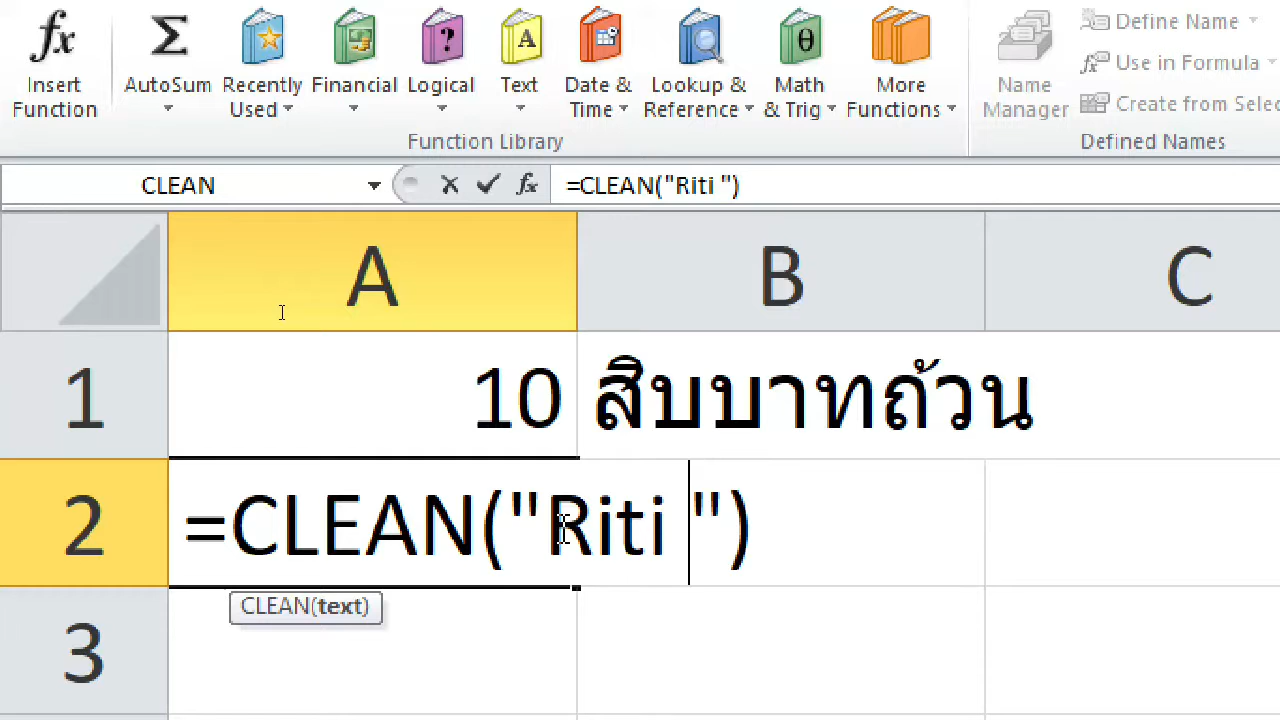 Insert Function
AutoSum
Recently Used
Financial
Logical
Text
Date & Time
Lookup & Reference
Math & Trig
More Functions
Function Library
Name Manager
Define Name
Use in Formula
Create from Selec
Defined Names
CLEAN
=CLEAN("Riti ")
A B C
1 10 สิบบาทถ้วน
2 =CLEAN("Riti ")
CLEAN(text)
3